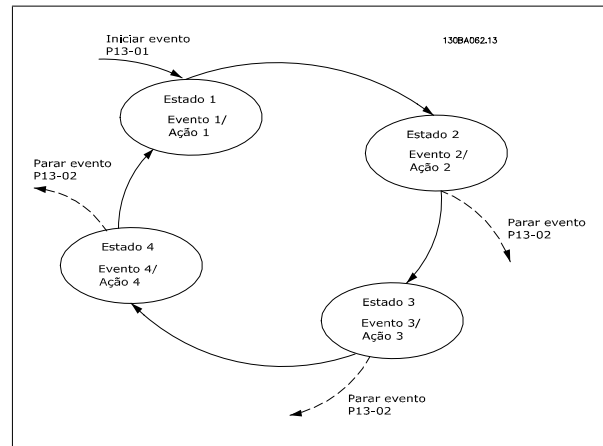 Iniciar evento
P13-01
130BA062.13
Estado 1
Evento 1/
Ação 1
Estado 2
Evento 2/
Ação 2
Parar evento
P13-02
Parar evento
P13-02
Estado 4
Evento 4/
Ação 4
Estado 3
Evento 3/
Ação 3
Parar evento
P13-02